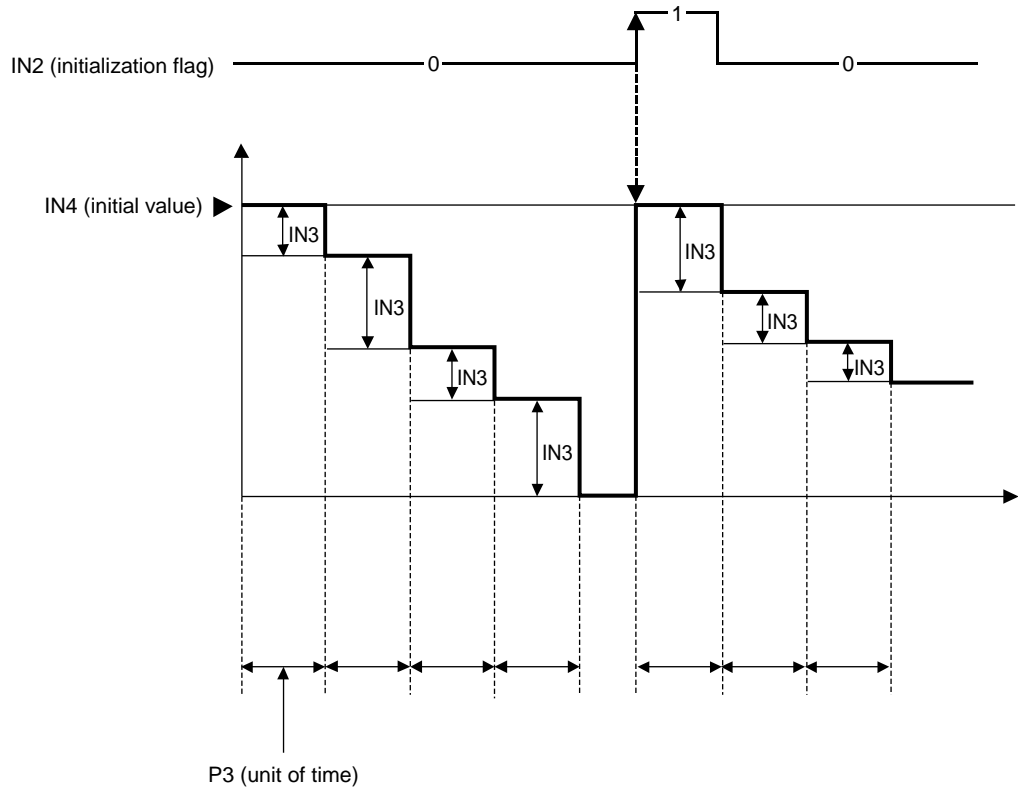 1
IN2 (initialization flag)
0
0
IN4 (initial value)
IN3
IN3
IN3
IN3
IN3
IN3
IN3
P3 (unit of time)